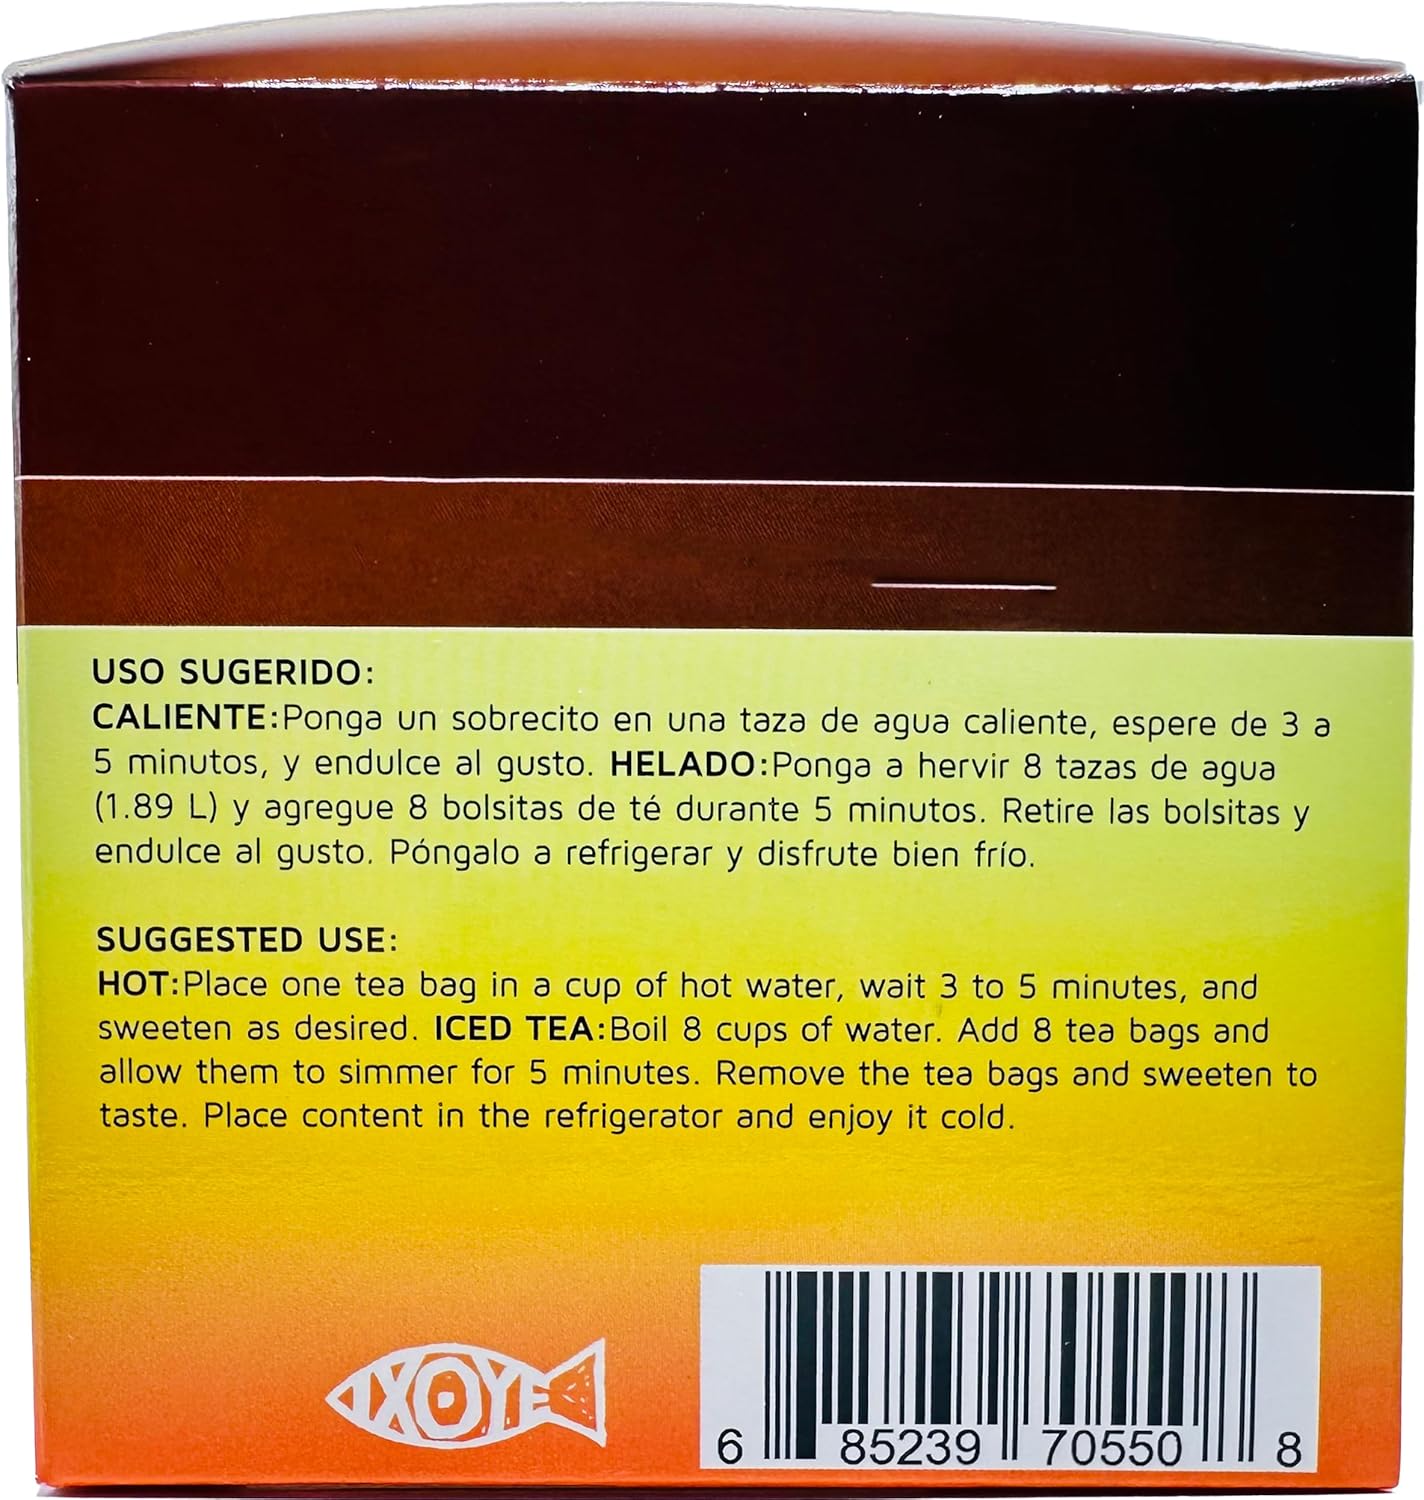 USO SUGERIDO:
CALIENTE:Ponga un sobrecito en una taza de agua caliente, espere de 3 a
5 minutos, y endulce al gusto. HELADO:Ponga a hervir 8 tazas de agua
(1.89 L) y agregue 8 bolsitas de té durante 5 minutos. Retire las bolsitas y
endulce al gusto. Póngalo a refrigerar y disfrute bien frío.
SUGGESTED USE:
HOT:Place one tea bag in a cup of hot water, wait 3 to 5 minutes, and
sweeten as desired. ICED TEA:Boil 8 cups of water. Add 8 tea bags and
allow them to simmer for 5 minutes. Remove the tea bags and sweeten to
taste. Place content in the refrigerator and enjoy it cold.
IXOYE
6 85239 70550 8